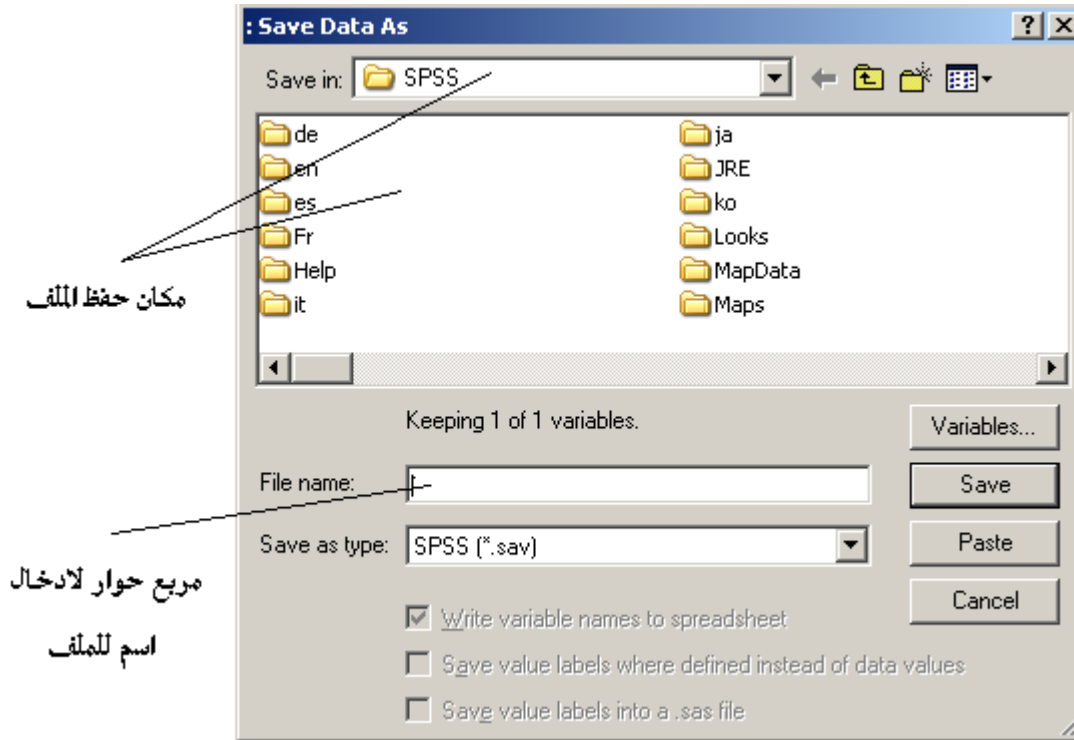 : Save Data As
Save in: SPSS
de
en
es
Fr
Help
it
ja
JRE
ko
Looks
MapData
Maps
مكان حفظ الملف
Keeping 1 of 1 variables.
Variables...
File name:
Save
Save as type: SPSS (*.sav)
Paste
Cancel
مربع حوار لادخال
اسم للملف
Write variable names to spreadsheet
Save value labels where defined instead of data values
Save value labels into a .sas file